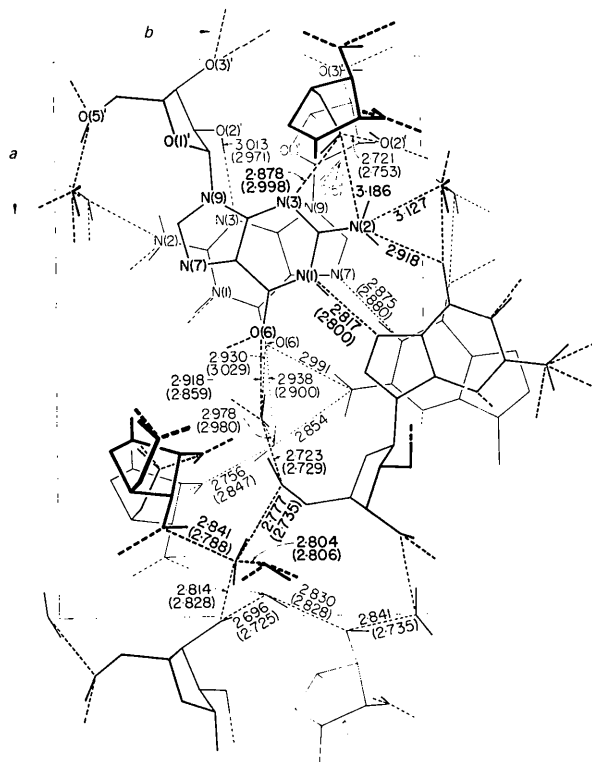 b
O(3)'
O(3)'
O(5)'
O(1)'
O(2)'
O(2)'
3·013
(2·971)
2·721
(2·753)
a
2·878
(2·998)
3·186
N(9)
N(3)
N(9)
N(2)
3·127
N(2)
N(3)
N(7)
N(1)
N(7)
2·918
N(1)
2·875
(2·880)
2·817
(2·800)
O(6)
O(6)
2·930
(3·029)
2·991
2·918
(2·859)
2·938
(2·900)
2·978
(2·980)
2·854
2·723
(2·729)
2·756
(2·847)
2·777
(2·735)
2·841
(2·788)
2·804
(2·806)
2·814
(2·828)
2·830
(2·828)
2·841
(2·735)
2·696
(2·725)